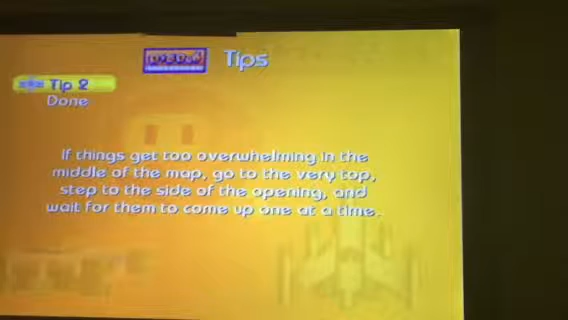 Tips
Tip 2
Done
If things get too overwhelming in the
middle of the map, go to the very top,
step to the side of the opening, and
wait for them to come up one at a time.